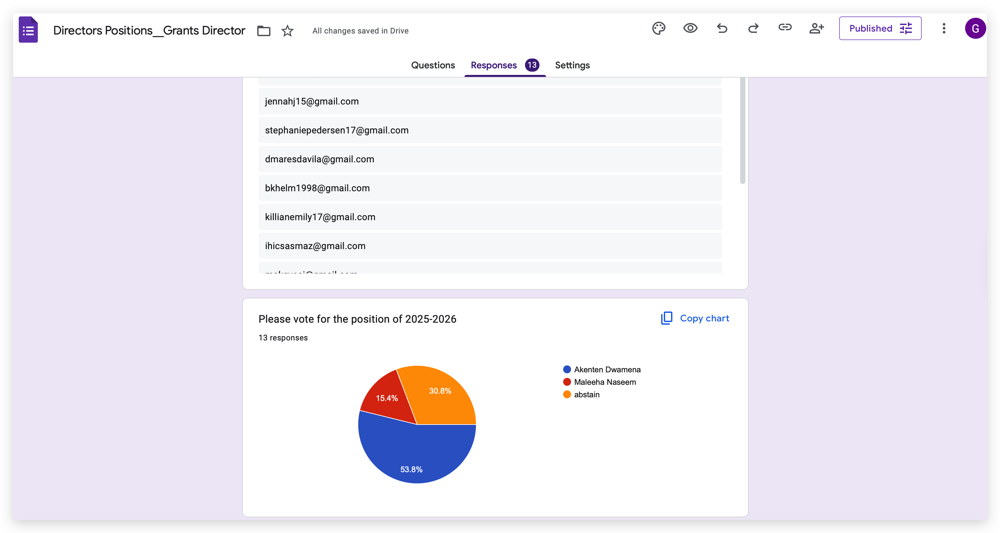 Directors Positions__Grants Director
All changes saved in Drive
Published
G
Questions
Responses 13
Settings
jennahj15@gmail.com
stephaniepedersen17@gmail.com
dmaresdavila@gmail.com
bkhelm1998@gmail.com
killianemily17@gmail.com
ihicsasmaz@gmail.com
Please vote for the position of 2025-2026
Copy chart
13 responses
Akenten Dwamena
Maleeha Naseem
abstain
30.8%
15.4%
53.8%